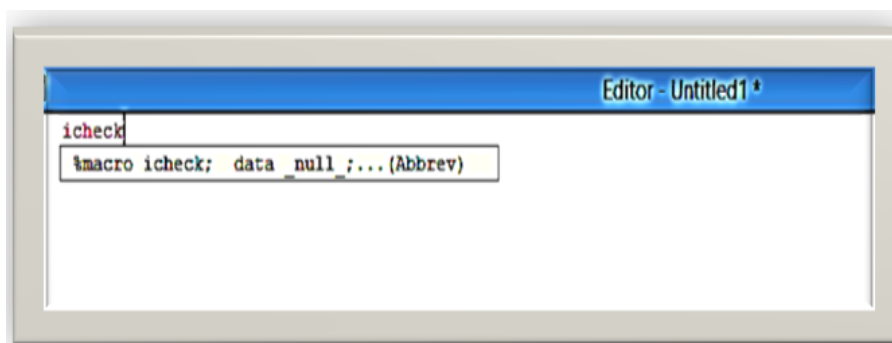 Editor - Untitled1 *
icheck
%macro icheck;  data _null_;...(Abbrev)